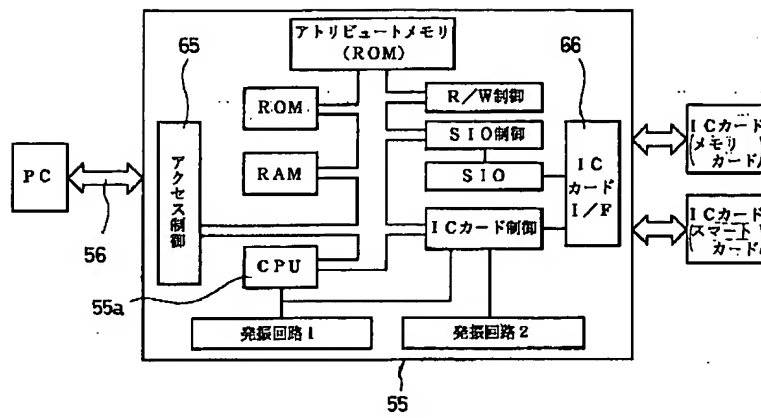 アトリビュートメモリ
(ROM)
65
66
ROM
R/W制御
SIO制御
ICカード
(メモリ
カード)
PC
アクセス制御
RAM
SIO
IC
カード
I/F
56
ICカード制御
ICカード
(スマート
カード)
CPU
55a
発振回路1
発振回路2
55